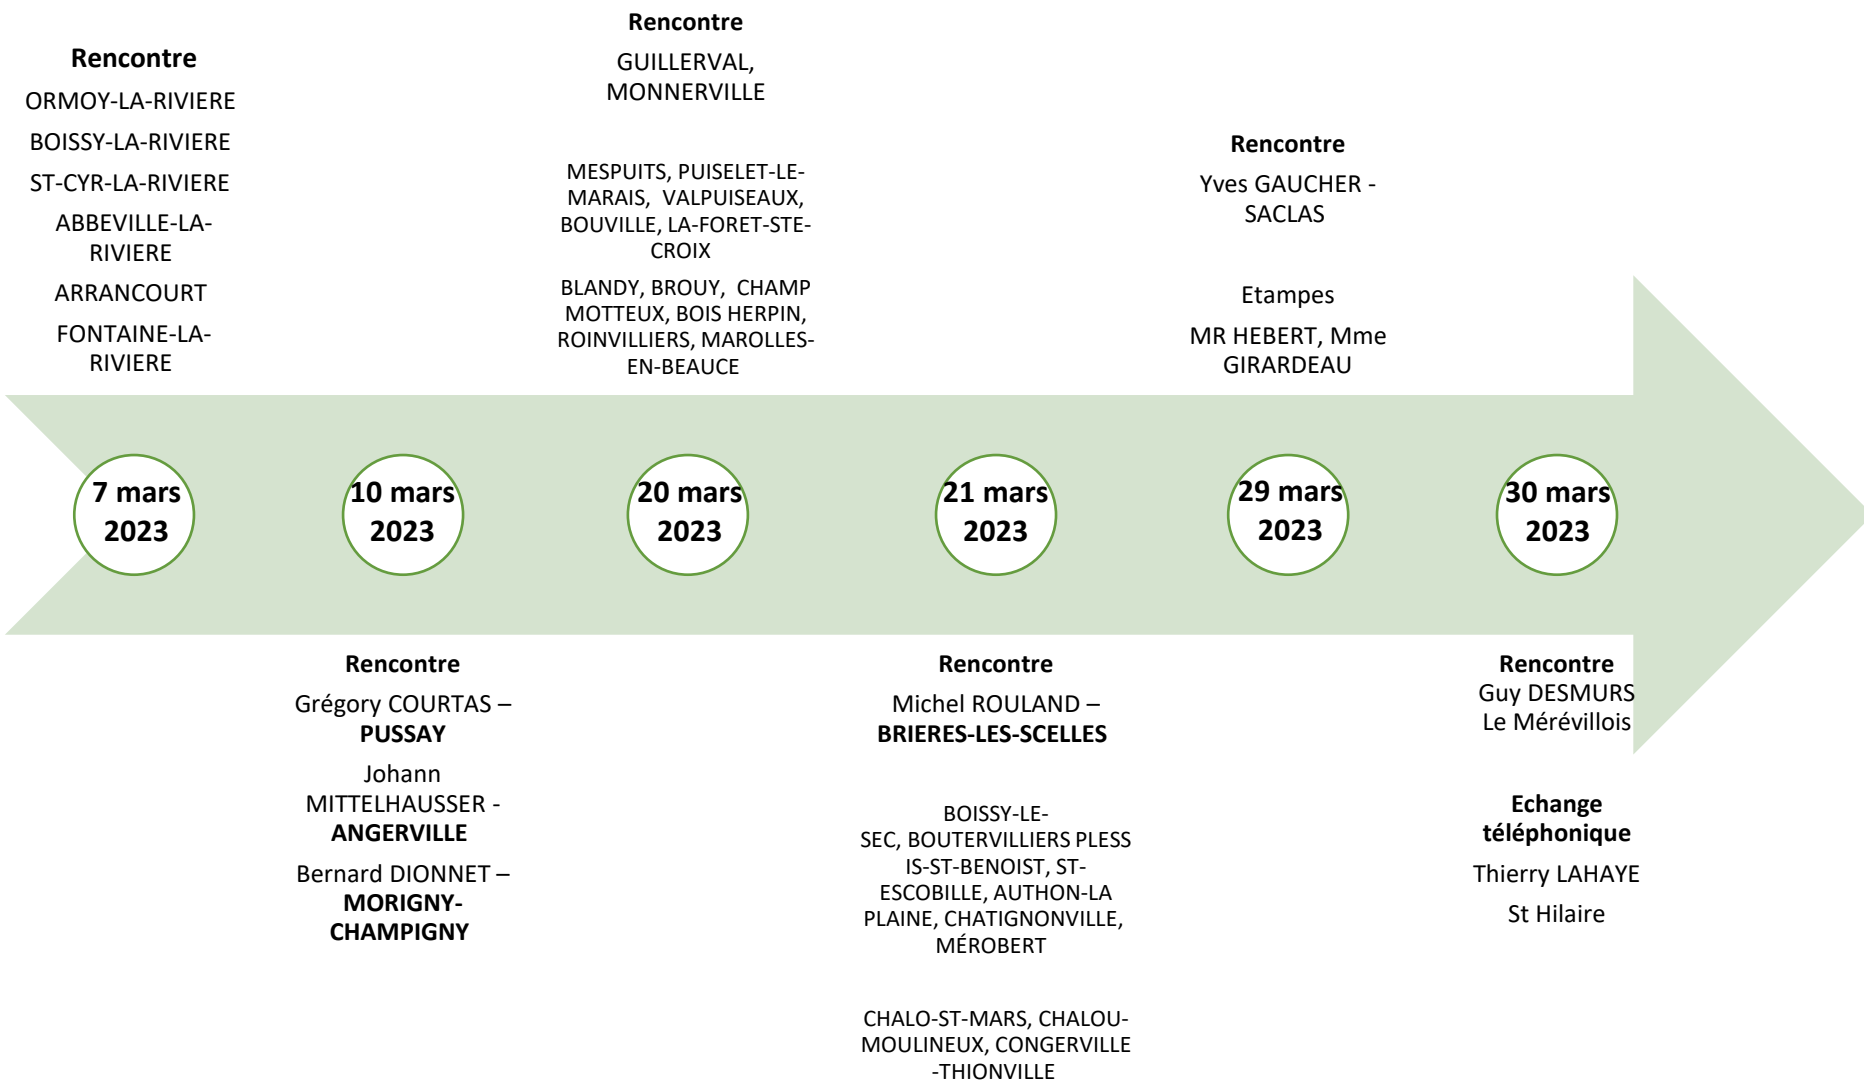 Rencontre
ORMOY-LA-RIVIERE
BOISSY-LA-RIVIERE
ST-CYR-LA-RIVIERE
ABBEVILLE-LA-
RIVIERE
ARRANCOURT
FONTAINE-LA-
RIVIERE
Rencontre
GUILLERVAL,
MONNERVILLE
MESPUITS, PUISELET-LE-
MARAIS, VALPUISEAUX,
BOUVILLE, LA-FORET-STE-
CROIX
BLANDY, BROUY, CHAMP
MOTTEUX, BOIS HERPIN,
ROINVILLIERS, MAROLLES-
EN-BEAUCE
Rencontre
Yves GAUCHER -
SACLAS
Etampes
MR HEBERT, Mme
GIRARDEAU
7 mars
2023
10 mars
2023
20 mars
2023
21 mars
2023
29 mars
2023
30 mars
2023
Rencontre
Grégory COURTAS –
PUSSAY
Johann
MITTELHAUSSER -
ANGERVILLE
Bernard DIONNET –
MORIGNY-
CHAMPIGNY
Rencontre
Michel ROULAND –
BRIERES-LES-SCELLES
BOISSY-LE-
SEC, BOUTERVILLIERS PLESS
IS-ST-BENOIST, ST-
ESCOBILLE, AUTHON-LA
PLAINE, CHATIGNONVILLE,
MÉROBERT
CHALO-ST-MARS, CHALOU-
MOULINEUX, CONGERVILLE
-THIONVILLE
Rencontre
Guy DESMURS
Le Mérévillois
Echange
téléphonique
Thierry LAHAYE
St Hilaire